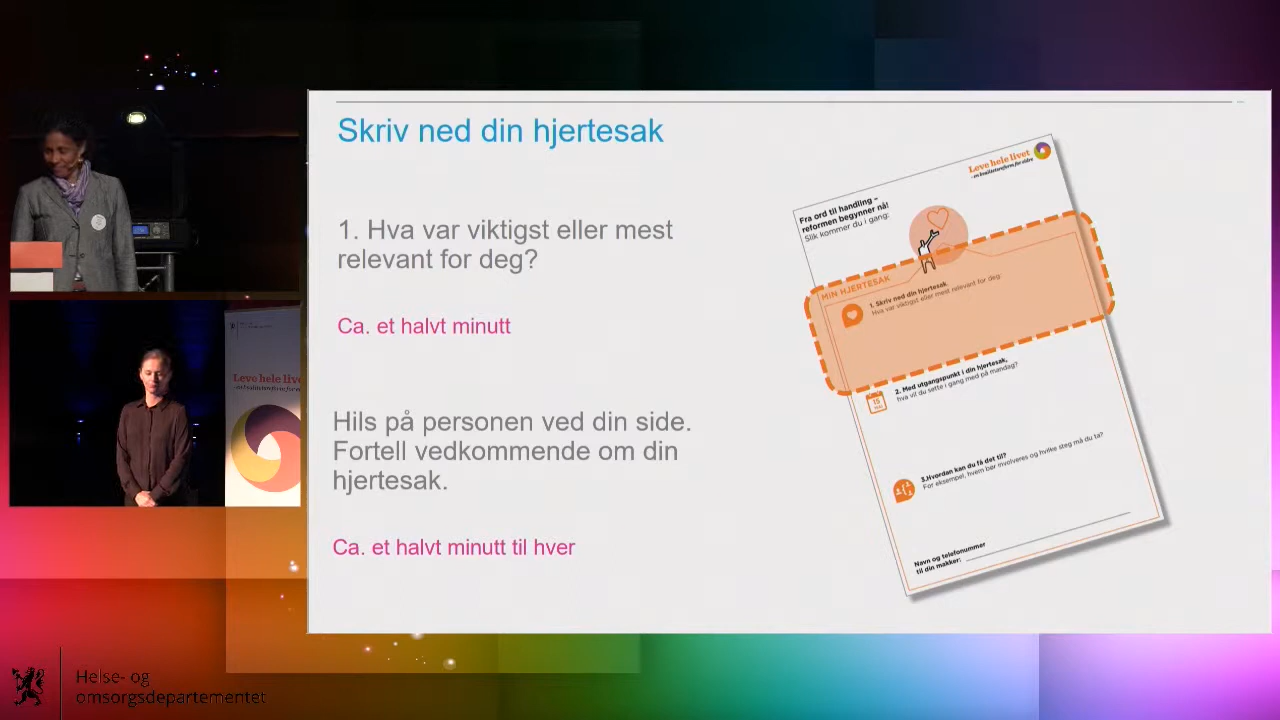 Skriv ned din hjertesak
1. Hva var viktigst eller mest
relevant for deg?
Ca. et halvt minutt
Hils på personen ved din side.
Fortell vedkommende om din
hjertesak.
Ca. et halvt minutt til hver
Leve hele livet
- en kvalitetsreform for eldre
Fra ord til handling –
reformen begynner nå!
Slik kommer du i gang:
MIN HJERTESAK
1. Skriv ned din hjertesak.
Hva var viktigst eller mest relevant for deg:
2. Med utgangspunkt i din hjertesak,
hva vil du sette i gang med på mandag?
15
3.Hvordan kan du få det til?
For eksempel, hvem bør involveres og hvilke steg må du ta?
Navn og telefonnummer
til din makker:
Leve hele live
Helse- og
omsorgsdepartementet